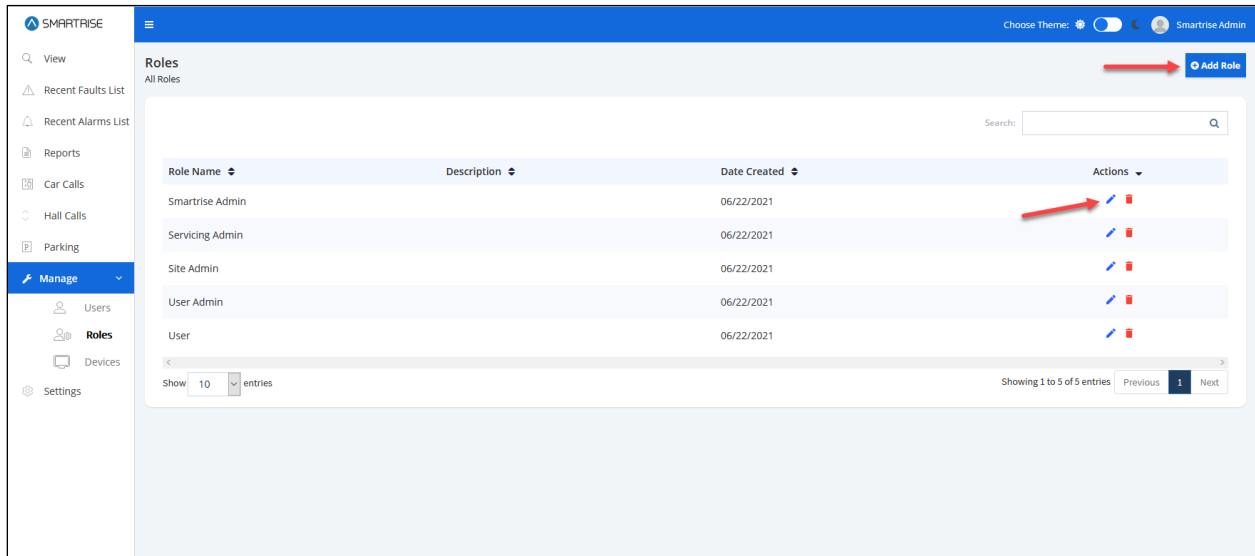 SMARTRISE
Choose Theme:
Smartrise Admin
View
Recent Faults List
Recent Alarms List
Reports
Car Calls
Hall Calls
P Parking
Manage
Users
Roles
Devices
Settings
Roles
All Roles
Add Role
Search:
Role Name Description Date Created Actions
Smartrise Admin 06/22/2021
Servicing Admin 06/22/2021
Site Admin 06/22/2021
User Admin 06/22/2021
User 06/22/2021
Show 10 entries
Showing 1 to 5 of 5 entries Previous 1 Next